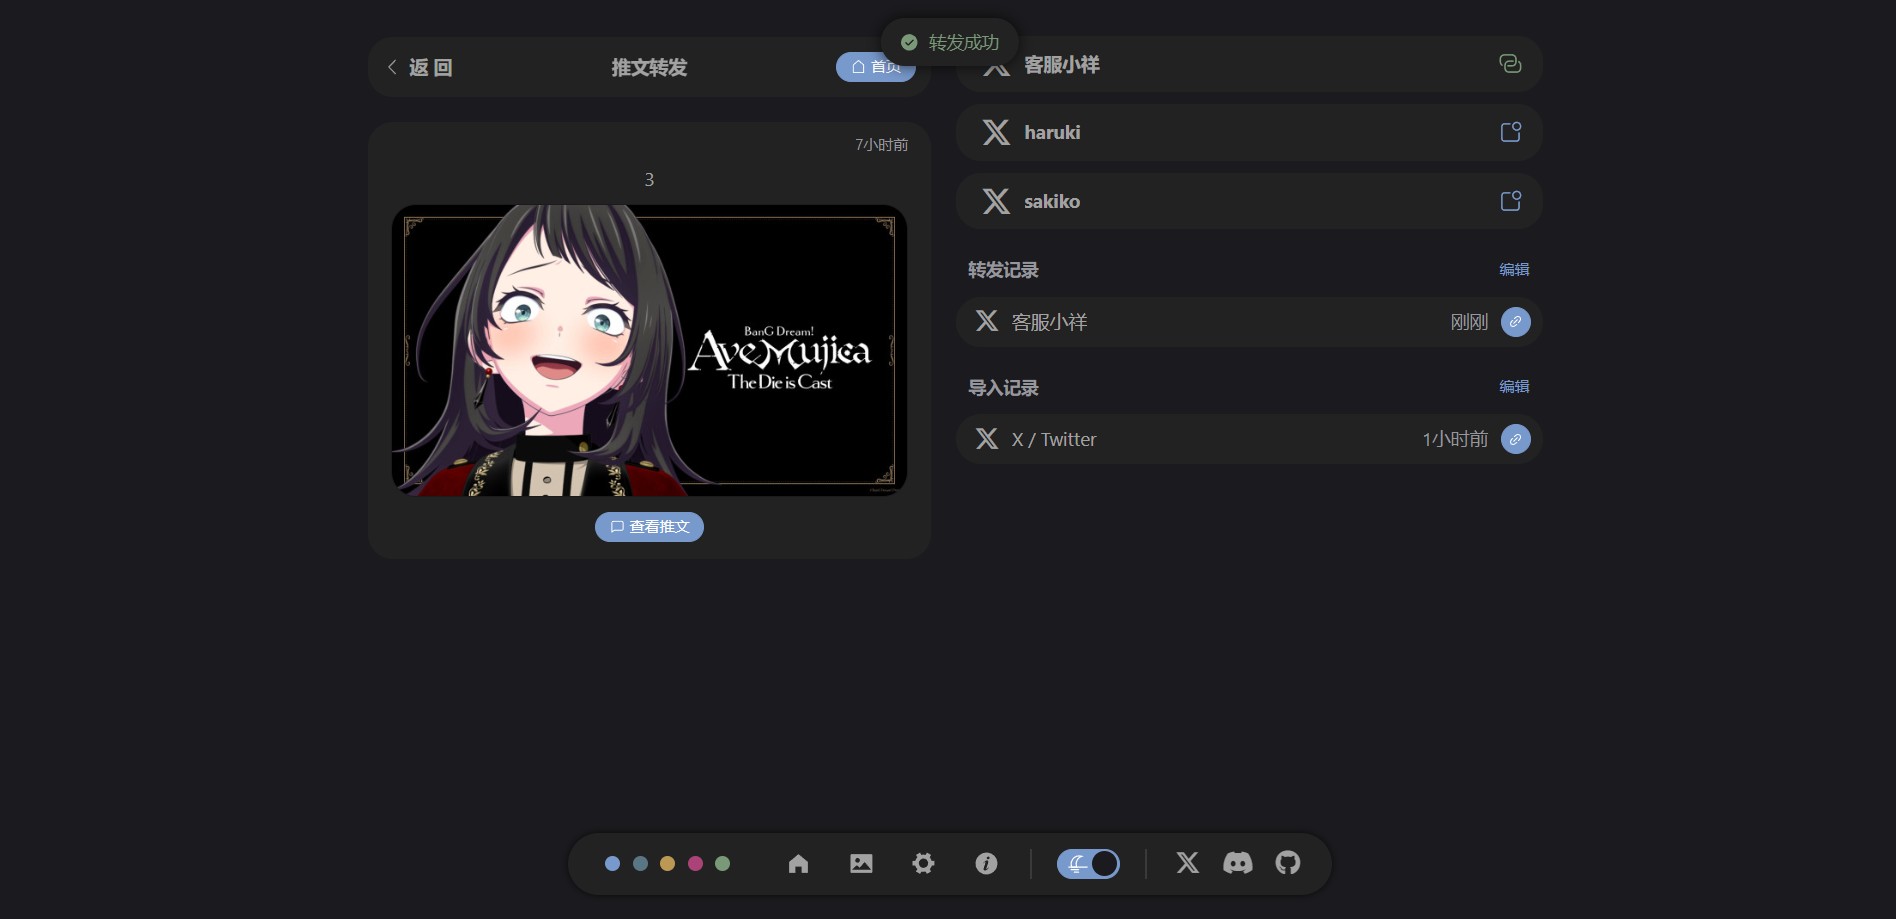 转发成功
返 回
推文转发
首页
7小时前
3
BanG Dream!
Ave Mujica
The Die is Cast
查看推文
客服小祥
haruki
sakiko
转发记录
编辑
客服小祥
刚刚
导入记录
编辑
X / Twitter
1小时前